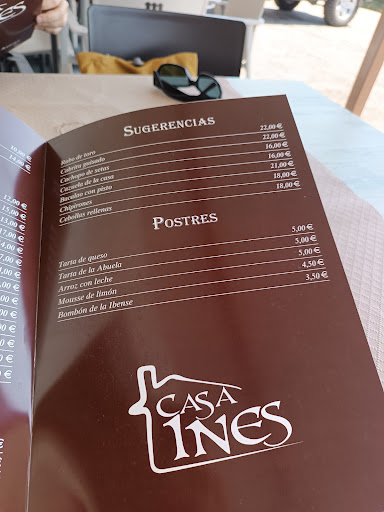 SUGERENCIAS
Rabo de toro 22,00 €
Cabrito guisado 22,00 €
Cachopo de setas 16,00 €
Cazuela de la casa 16,00 €
Bacalao con pisto 21,00 €
Chipirones 18,00 €
Cebollas rellenas 18,00 €
POSTRES
Tarta de queso 5,00 €
Tarta de la Abuela 5,00 €
Arroz con leche 5,00 €
Mousse de limón 4,50 €
Bombón de la Ibense 3,50 €
CASA
INES